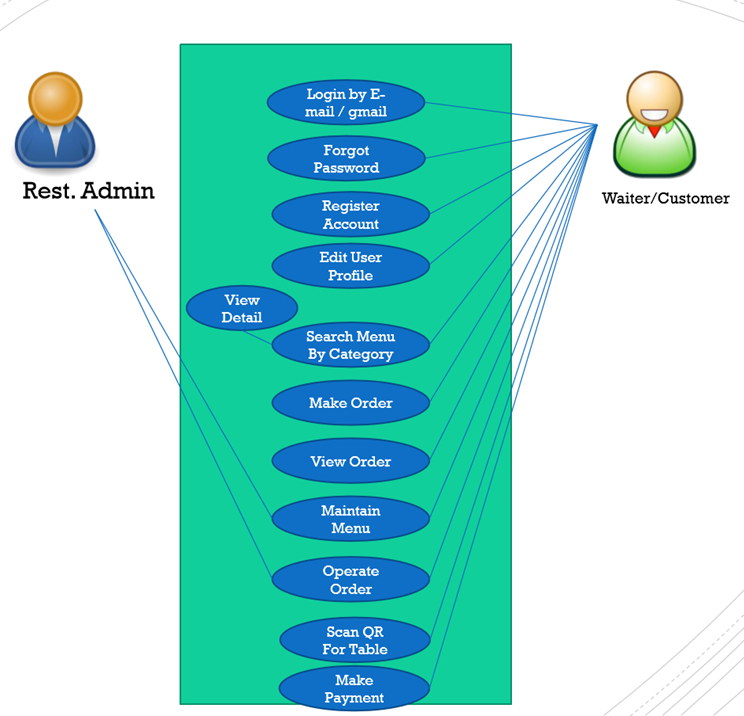 Login by E-
mail / gmail
Forgot
Password
Rest. Admin
Waiter/Customer
Register
Account
Edit User
Profile
View
Detail
Search Menu
By Category
Make Order
View Order
Maintain
Menu
Operate
Order
Scan QR
For Table
Make
Payment